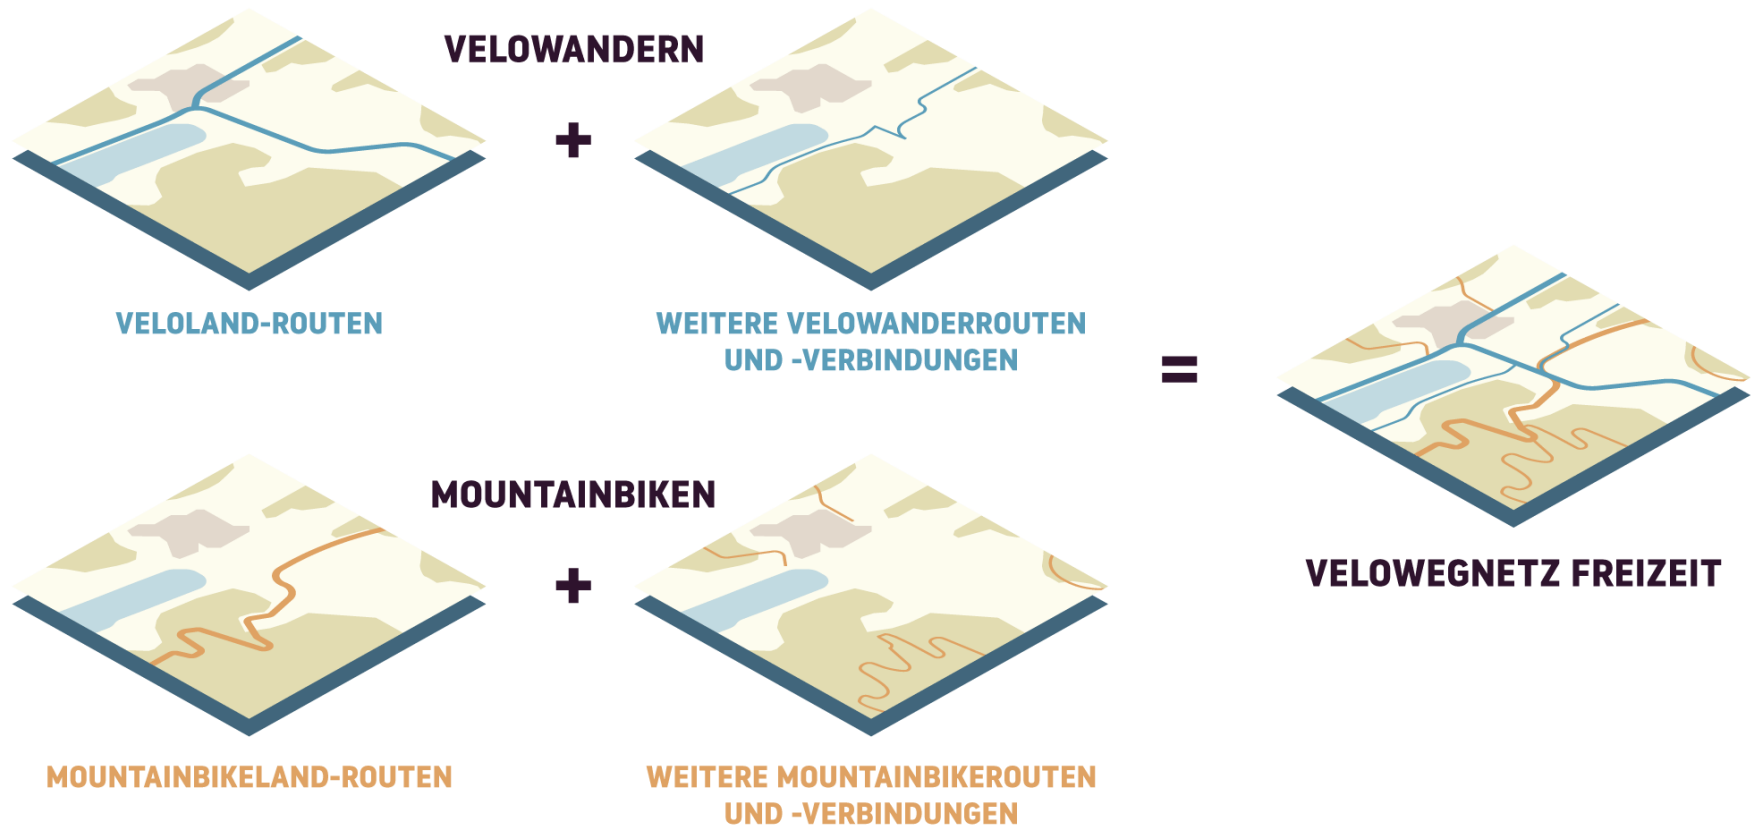 VELOWANDERN
+
VELOLAND-ROUTEN
WEITERE VELOWANDERROUTEN
UND -VERBINDUNGEN
=
MOUNTAINBIKEN
+
MOUNTAINBIKELAND-ROUTEN
WEITERE MOUNTAINBIKEROUTEN
UND -VERBINDUNGEN
VELOWEGNETZ FREIZEIT